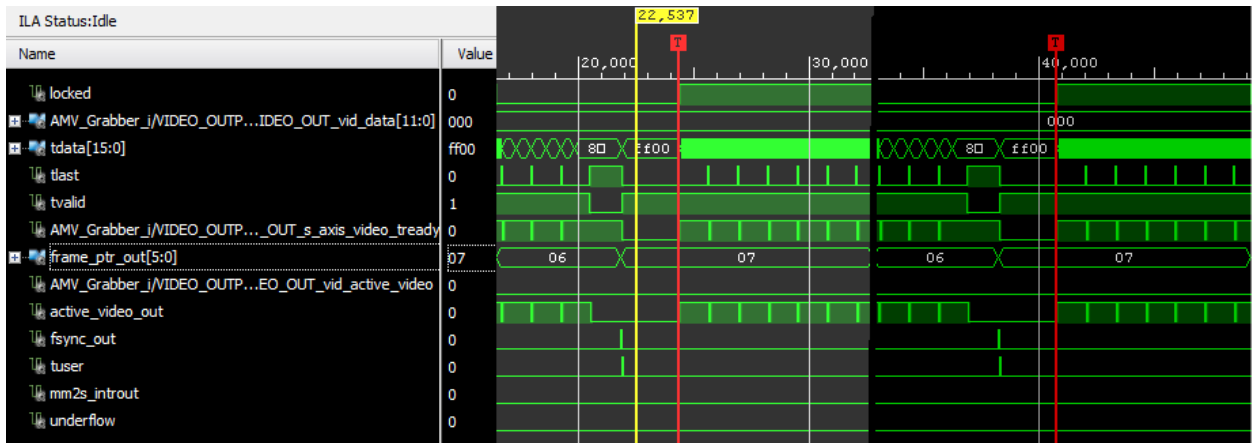 ILA Status:Idle
22,537
Name Value
T T
20,000 30,000 40,000
locked 0
AMV_Grabber_i/VIDEO_OUTP...IDEO_OUT_vid_data[11:0] 000 000
tdata[15:0] ff00 8 ff00 8 ff00
tlast 0
tvalid 1
AMV_Grabber_i/VIDEO_OUTP..._OUT_s_axis_video_tready 0
frame_ptr_out[5:0] 07 06 07 06 07
AMV_Grabber_i/VIDEO_OUTP...EO_OUT_vid_active_video 0
active_video_out 0
fsync_out 0
tuser 0
mm2s_introut 0
underflow 0